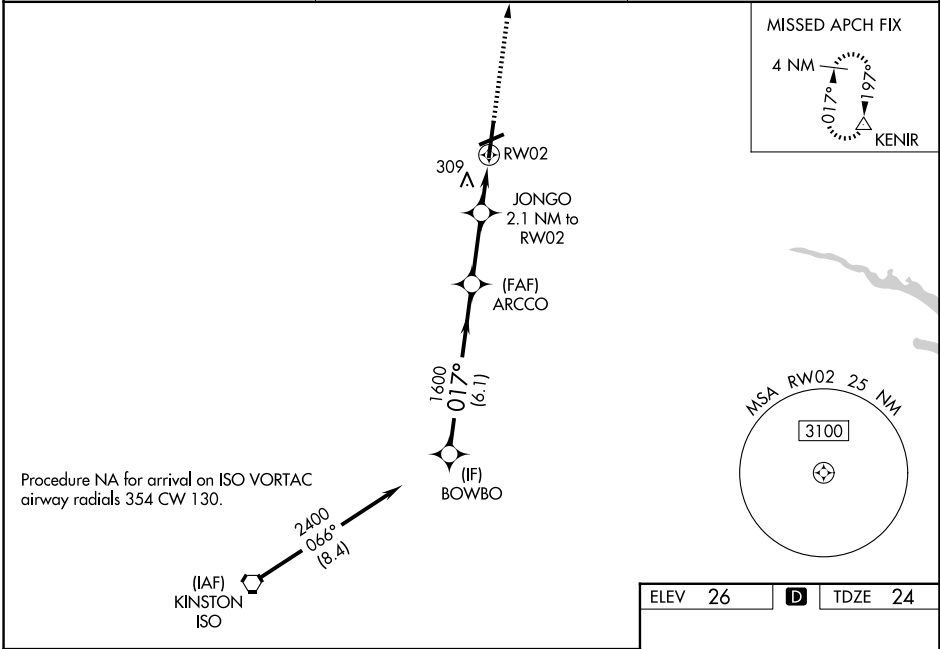 MISSED APCH FIX
4 NM
017°
197°
KENIR
RW02
309
JONGO
2.1 NM to
RW02
(FAF)
ARCCO
1600
017°
(6.1)
MSA RW02 25 NM
3100
(IF)
BOWBO
Procedure NA for arrival on ISO VORTAC
airway radials 354 CW 130.
2400
066°
(8.4)
(IAF)
KINSTON
ISO
ELEV 26 D TDZE 24